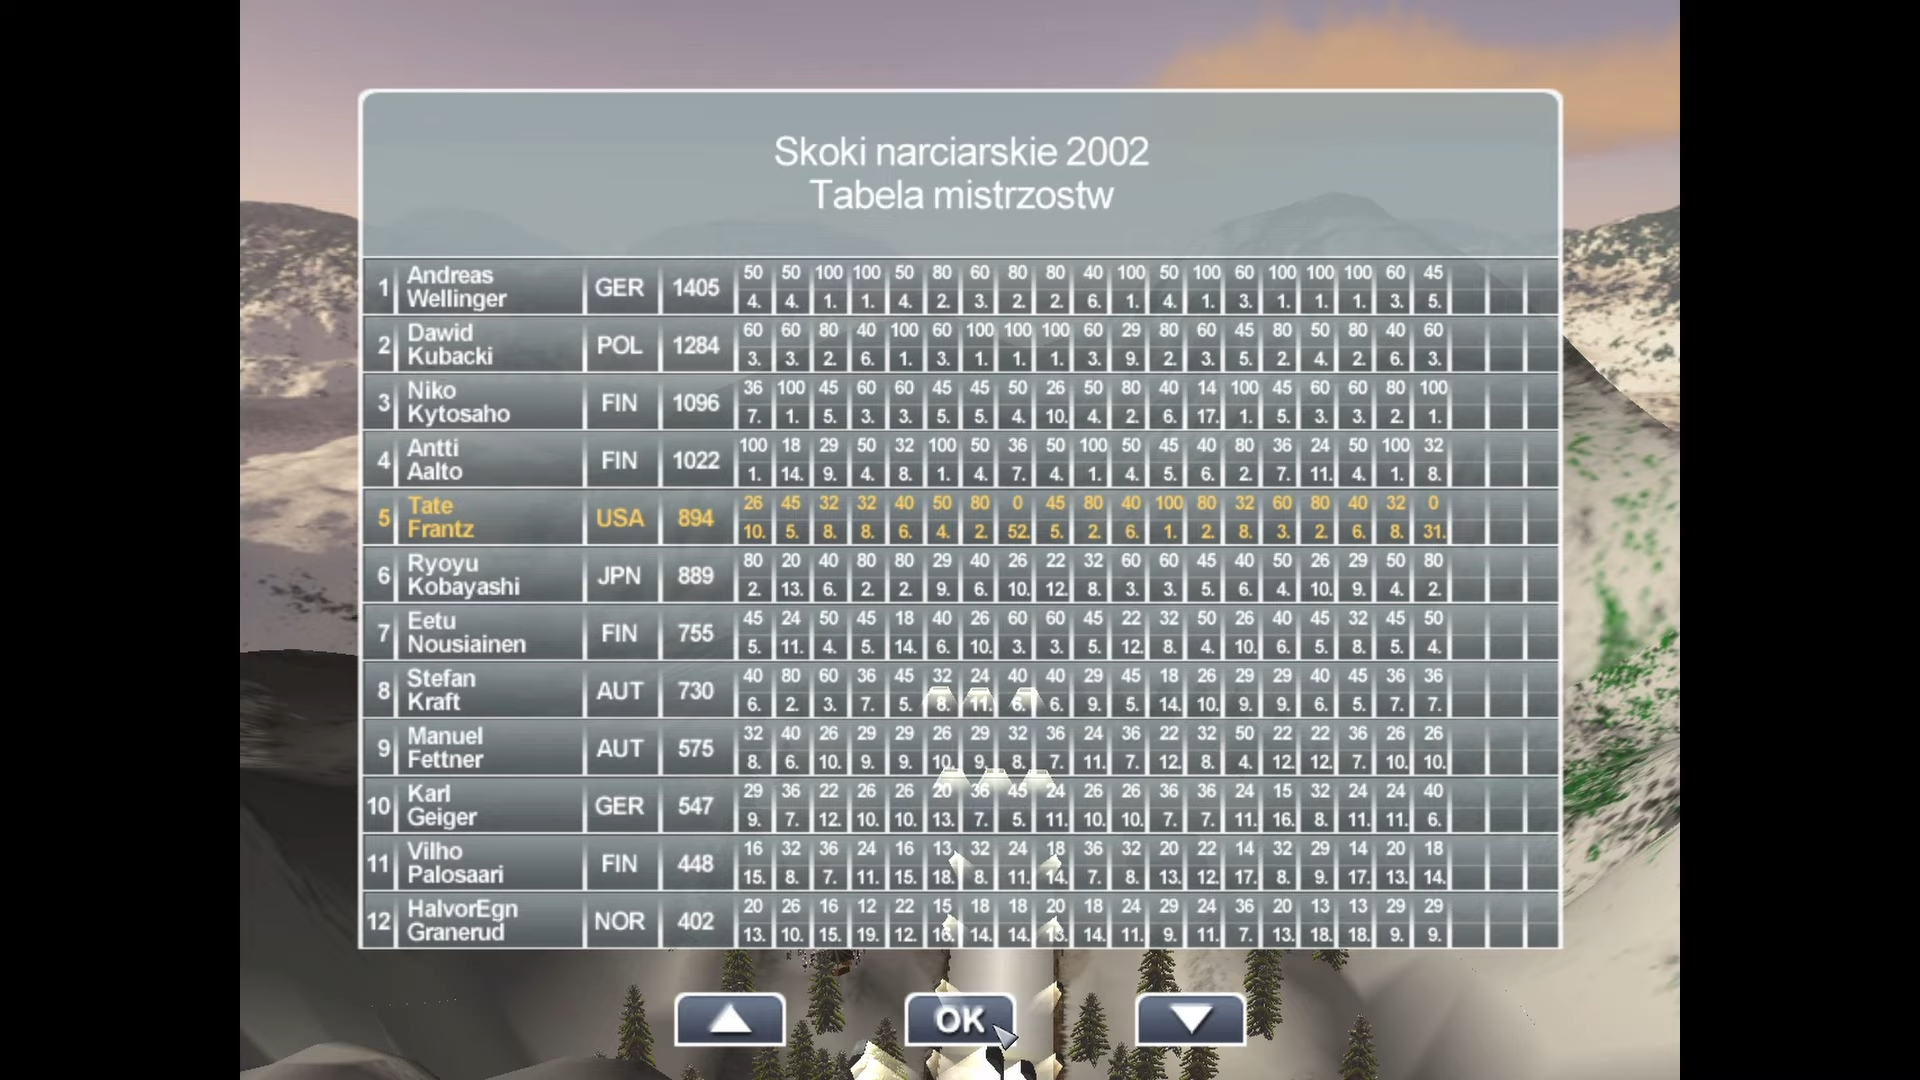 Skoki narciarskie 2002
Tabela mistrzostw
1 Andreas Wellinger GER 1405 50 50 100 100 50 80 60 80 80 40 100 50 100 60 100 100 100 60 45
4. 4. 1. 1. 4. 2. 3. 2. 2. 6. 1. 4. 1. 3. 1. 1. 1. 3. 5.
2 Dawid Kubacki POL 1284 60 60 80 40 100 60 100 100 100 60 29 80 60 45 80 50 80 40 60
3. 3. 2. 6. 1. 3. 1. 1. 1. 3. 9. 2. 3. 5. 2. 4. 2. 6. 3.
3 Niko Kytosaho FIN 1096 36 100 45 60 60 45 45 50 26 50 80 40 14 100 45 60 60 80 100
7. 1. 5. 3. 3. 5. 5. 4. 10. 4. 2. 6. 17. 1. 5. 3. 3. 2. 1.
4 Antti Aalto FIN 1022 100 18 29 50 32 100 50 36 50 100 50 45 40 80 36 24 50 100 32
1. 14. 9. 4. 8. 1. 4. 7. 4. 1. 4. 5. 6. 2. 7. 11. 4. 1. 8.
5 Tate Frantz USA 894 26 45 32 32 40 50 80 0 45 80 40 100 80 32 60 80 40 32 0
10. 5. 8. 8. 6. 4. 2. 52. 5. 2. 6. 1. 2. 8. 3. 2. 6. 8. 31.
6 Ryoyu Kobayashi JPN 889 80 20 40 80 80 29 40 26 22 32 60 60 45 40 50 26 29 50 80
2. 13. 6. 2. 2. 9. 6. 10. 12. 8. 3. 3. 5. 6. 4. 10. 9. 4. 2.
7 Eetu Nousiainen FIN 755 45 24 50 45 18 40 26 60 60 45 22 32 50 26 40 45 32 45 50
5. 11. 4. 5. 14. 6. 10. 3. 3. 5. 12. 8. 4. 10. 6. 5. 8. 5. 4.
8 Stefan Kraft AUT 730 40 80 60 36 45 32 24 40 40 29 45 18 26 29 29 40 45 36 36
6. 2. 3. 7. 5. 8. 11. 6. 6. 9. 5. 14. 10. 9. 9. 6. 5. 7. 7.
9 Manuel Fettner AUT 575 32 40 26 29 29 26 29 32 36 24 36 22 32 50 22 22 36 26 26
8. 6. 10. 9. 9. 10. 9. 8. 7. 11. 7. 12. 8. 4. 12. 12. 7. 10. 10.
10 Karl Geiger GER 547 29 36 22 26 26 20 36 45 24 26 26 36 36 24 15 32 24 24 40
9. 7. 12. 10. 10. 13. 7. 5. 11. 10. 10. 7. 7. 11. 16. 8. 11. 11. 6.
11 Vilho Palosaari FIN 448 16 32 36 24 16 13 32 24 18 36 32 20 22 14 32 29 14 20 18
15. 8. 7. 11. 15. 18. 8. 11. 14. 7. 8. 13. 12. 17. 8. 9. 17. 13. 14.
12 HalvorEgn Granerud NOR 402 20 26 16 12 22 15 18 18 20 18 24 29 24 36 20 13 13 29 29
13. 10. 15. 19. 12. 16. 14. 14. 13. 14. 11. 9. 11. 7. 13. 18. 18. 9. 9.
OK